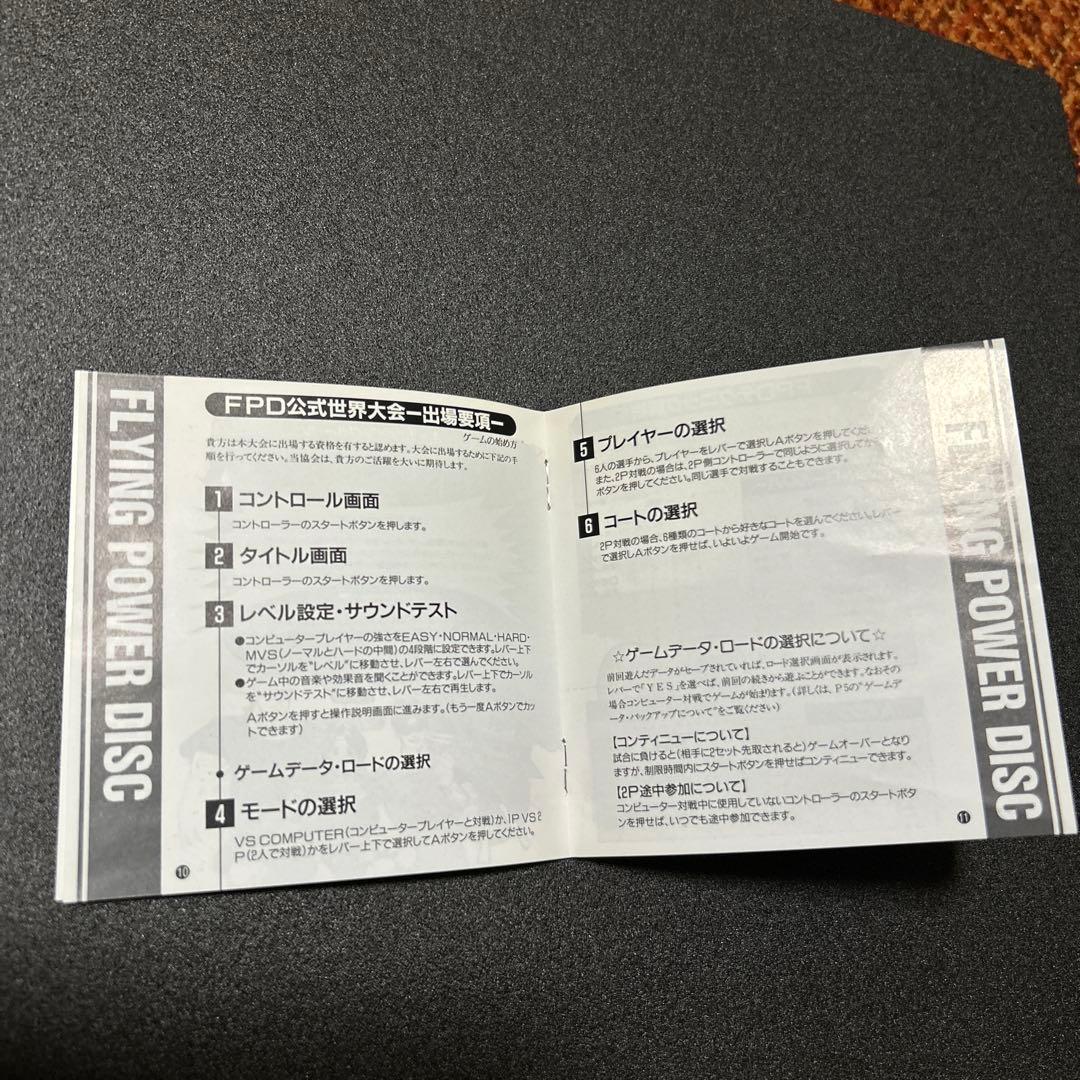 FLYING POWER DISC
FPD公式世界大会ー出場要項ー
ゲームの始め方
貴方は本大会に出場する資格を有すると認めます。大会に出場するために下記の手
順を行ってください。当協会は、貴方のご活躍を大いに期待します。
1 コントロール画面
コントローラーのスタートボタンを押します。
2 タイトル画面
コントローラーのスタートボタンを押します。
3 レベル設定・サウンドテスト
●コンピュータープレイヤーの強さをEASY・NORMAL・HARD・
MVS(ノーマルとハードの中間)の4段階に設定できます。レバー上下
でカーソルを"レベル"に移動させ、レバー左右で選んでください。
●ゲーム中の音楽や効果音を聞くことができます。レバー上下でカーソル
を"サウンドテスト"に移動させ、レバー左右で再生します。
Aボタンを押すと操作説明画面に進みます。(もう一度Aボタンでカッ
トできます)
● ゲームデータ・ロードの選択
4 モードの選択
VS COMPUTER(コンピュータープレイヤーと対戦)か、1P VS 2
P(2人で対戦)かをレバー上下で選択してAボタンを押してください。
10
5 プレイヤーの選択
6人の選手から、プレイヤーをレバーで選択しAボタンを押してくだ
また、2P対戦の場合は、2P側コントローラーで同じように選択してか
ボタンを押してください。同じ選手で対戦することもできます。
6 コートの選択
2P対戦の場合、6種類のコートから好きなコートを選んでください。レバー
で選択しAボタンを押せば、いよいよゲーム開始です。
☆ゲームデータ・ロードの選択について☆
前回遊んだデータがセーブされていれば、ロード選択画面が表示されます。
レバーで「YES」を選べば、前回の続きから遊ぶことができます。なおその
場合コンピューター対戦でゲームが始まります。(詳しくは、P5の"ゲームデ
ータ・バックアップについて"をご覧ください)
【コンティニューについて】
試合に負けると(相手に2セット先取されると)ゲームオーバーとなり
ますが、制限時間内にスタートボタンを押せばコンティニューできます。
【2P途中参加について】
コンピューター対戦中に使用していないコントローラーのスタートボタ
ンを押せば、いつでも途中参加できます。
11
FLYING POWER DISC